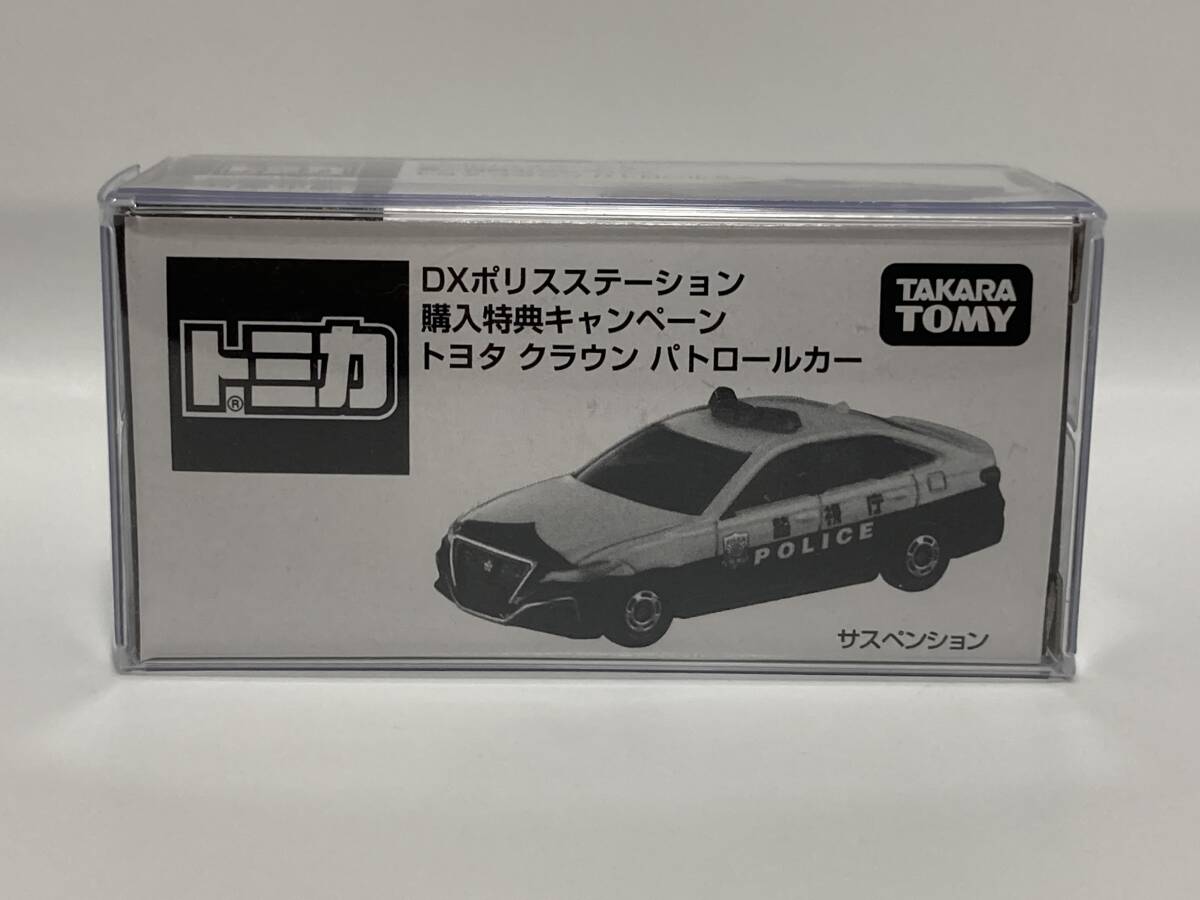 トミカ®
DXポリスステーション
購入特典キャンペーン
トヨタ クラウン パトロールカー
TAKARA
TOMY
警視庁
POLICE
サスペンション